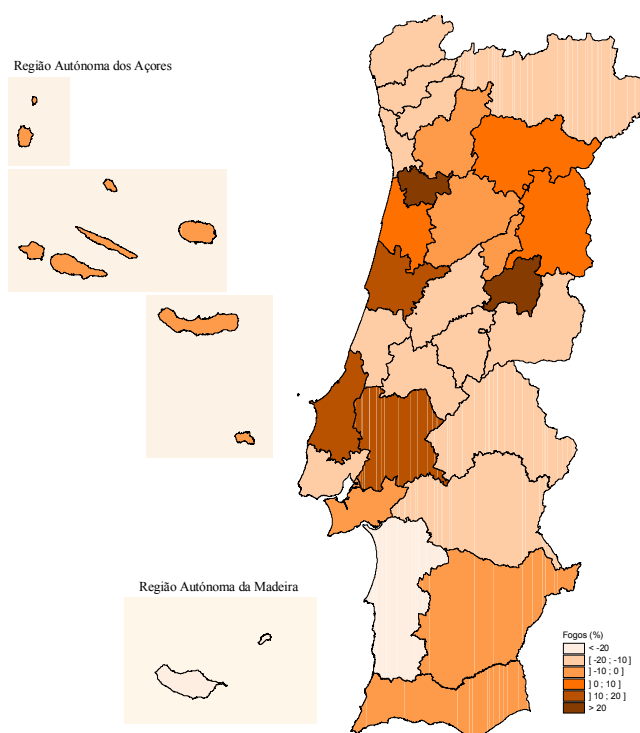 Região Autónoma dos Açores
Região Autónoma da Madeira
Fogos (%)
< -20
[ -20 ; -10 ]
] -10 ; 0 ]
] 0 ; 10 ]
] 10 ; 20 ]
> 20